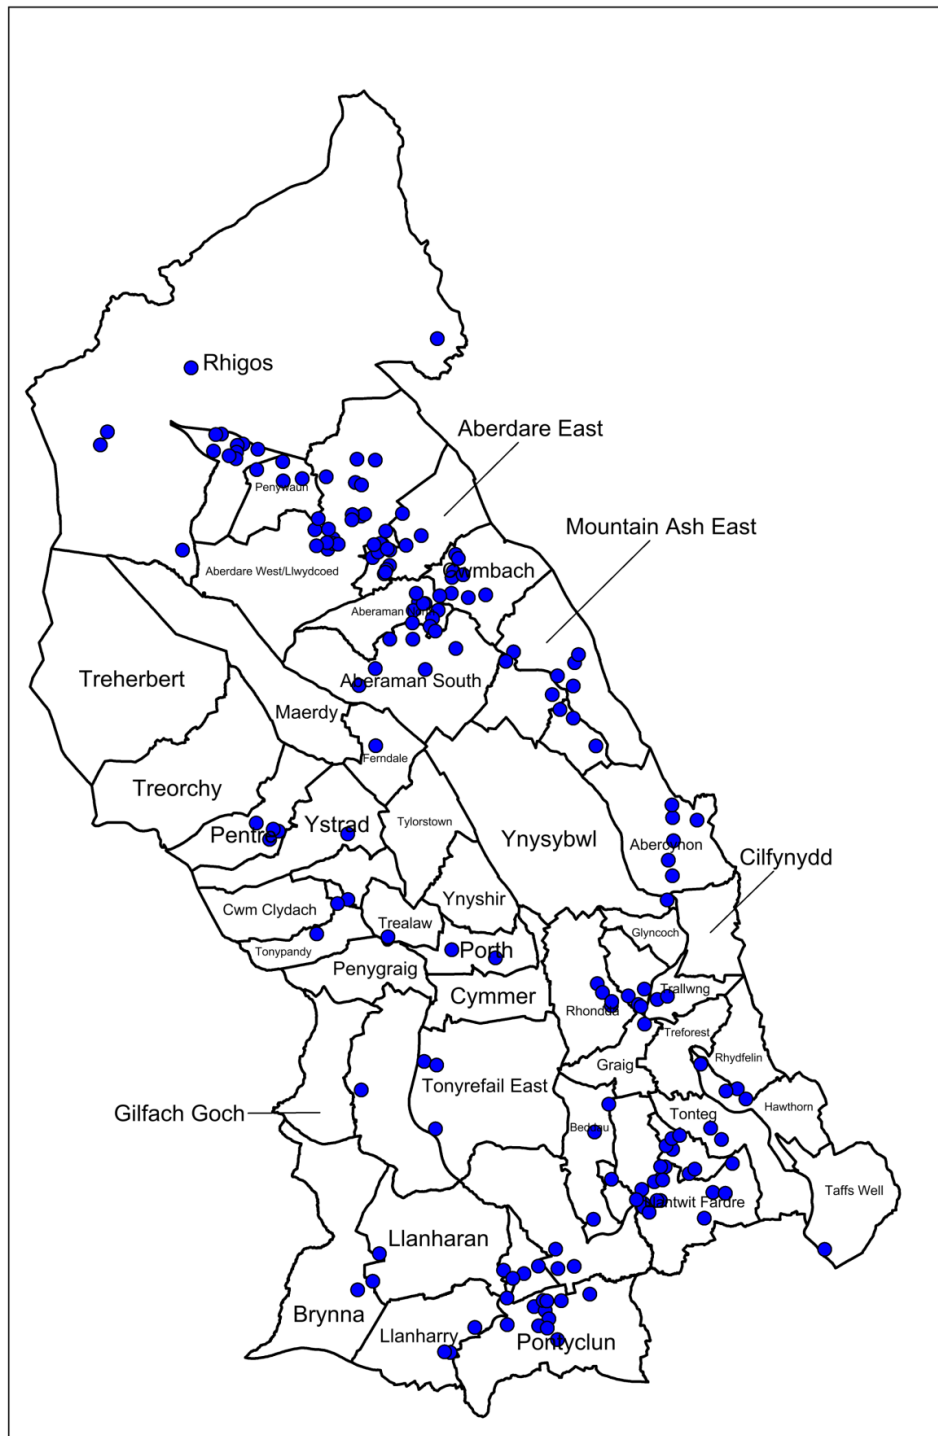 Rhigos
Aberdare East
Penywaun
Mountain Ash East
Aberdare West/Llwydcoed
Cwmbach
Aberaman
Treherbert
Aberaman South
Maerdy
Ferndale
Treorchy
Pentre
Ystrad
Tylorstown
Ynysybwl
Abercynon
Cilfynydd
Ynyshir
Cwm Clydach
Trealaw
Glyncoch
Tonypandy
Porth
Penygraig
Trallwng
Cymmer
Rhondda
Treforest
Graig
Rhydfelin
Tonyrefail East
Gilfach Goch
Hawthorn
Tonteg
Beddau
Taffs Well
Llantwit Fardre
Llanharan
Brynna
Llanharry
Pontyclun